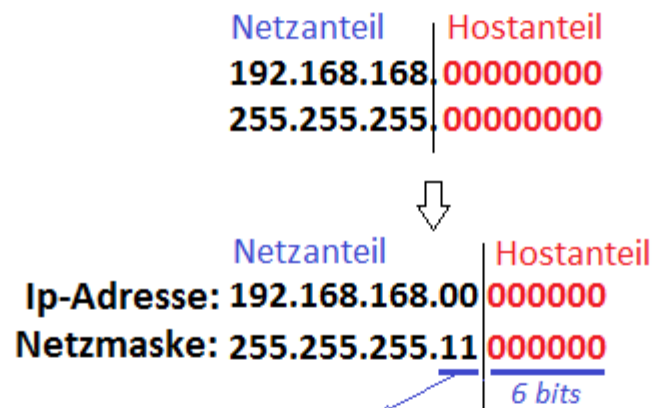 Netzanteil Hostanteil
192.168.168.00000000
255.255.255.00000000
Netzanteil Hostanteil
Ip-Adresse: 192.168.168.00 000000
Netzmaske: 255.255.255.11 000000
6 bits